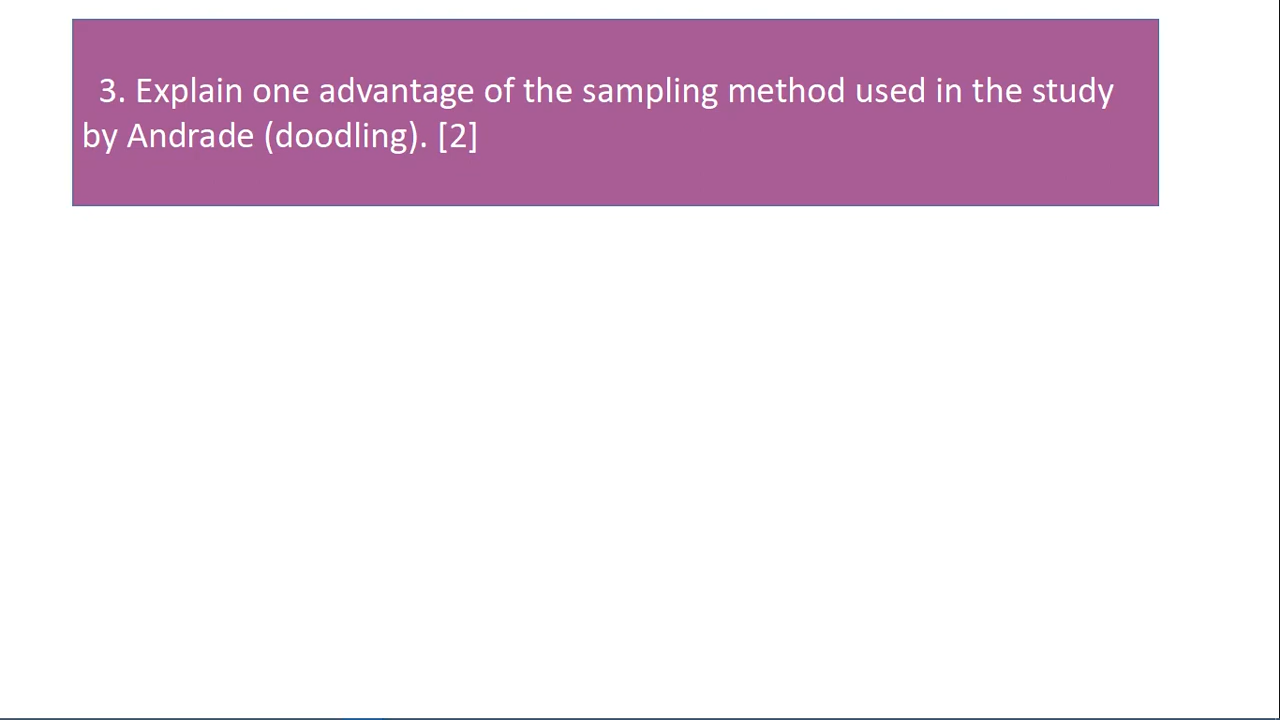 3. Explain one advantage of the sampling method used in the study
by Andrade (doodling). [2]